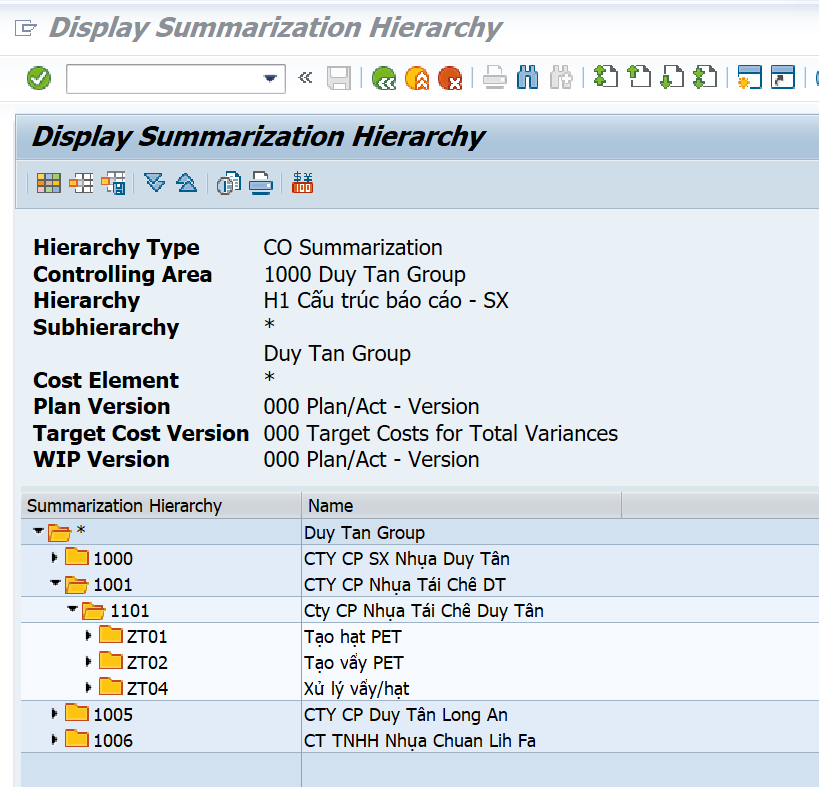 Display Summarization Hierarchy
Display Summarization Hierarchy
Hierarchy Type CO Summarization
Controlling Area 1000 Duy Tan Group
Hierarchy H1 Cấu trúc báo cáo - SX
Subhierarchy *
Duy Tan Group
Cost Element *
Plan Version 000 Plan/Act - Version
Target Cost Version 000 Target Costs for Total Variances
WIP Version 000 Plan/Act - Version
Summarization Hierarchy Name
* Duy Tan Group
1000 CTY CP SX Nhựa Duy Tân
1001 CTY CP Nhựa Tái Chê DT
1101 Cty CP Nhựa Tái Chê Duy Tân
ZT01 Tạo hạt PET
ZT02 Tạo vẩy PET
ZT04 Xử lý vẩy/hạt
1005 CTY CP Duy Tân Long An
1006 CT TNHH Nhựa Chuan Lih Fa